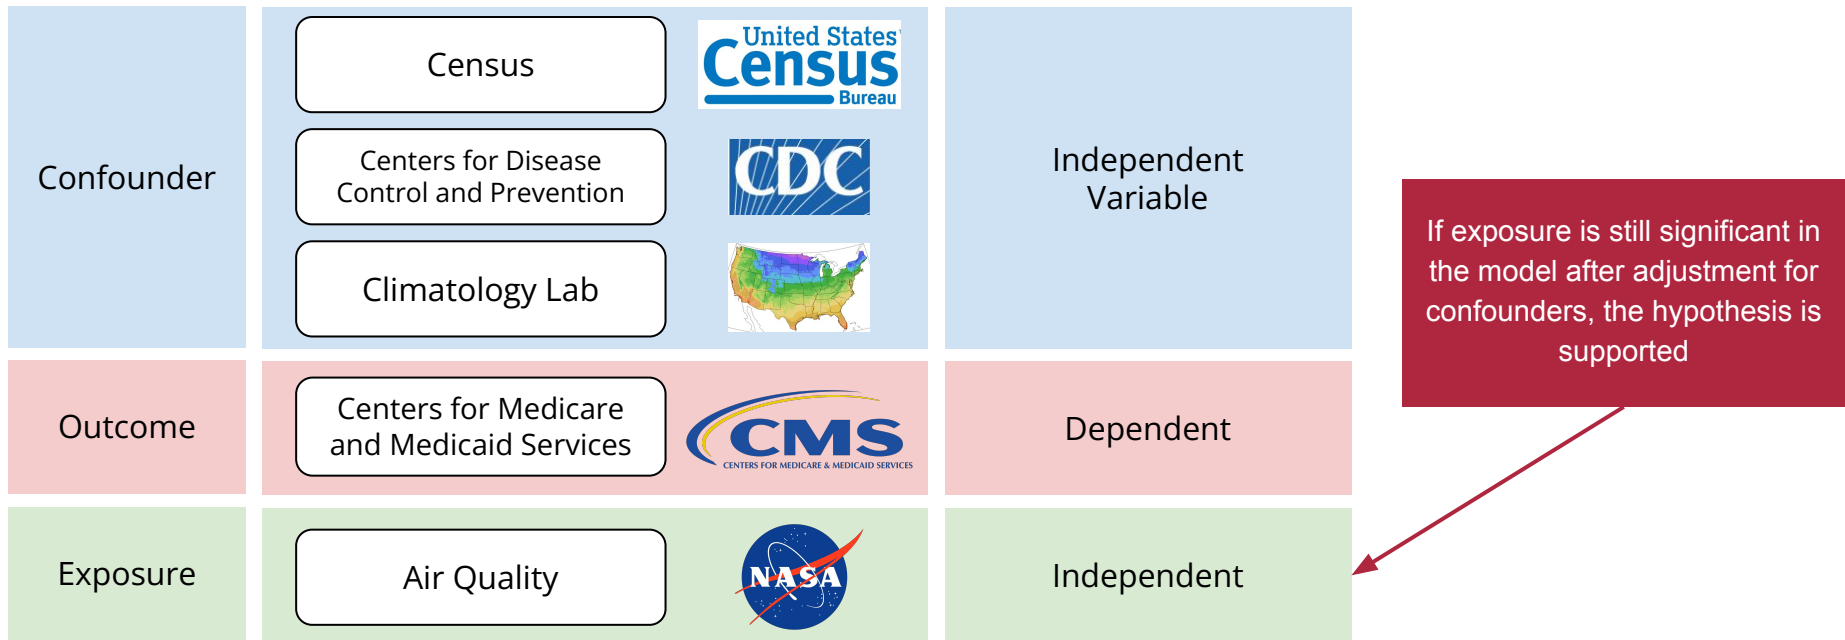 Confounder
Census
United States
Census
Bureau
Centers for Disease
Control and Prevention
CDC
Climatology Lab
Independent
Variable
If exposure is still significant in
the model after adjustment for
confounders, the hypothesis is
supported
Outcome
Centers for Medicare
and Medicaid Services
CMS
CENTERS FOR MEDICARE & MEDICAID SERVICES
Dependent
Exposure
Air Quality
NASA
Independent